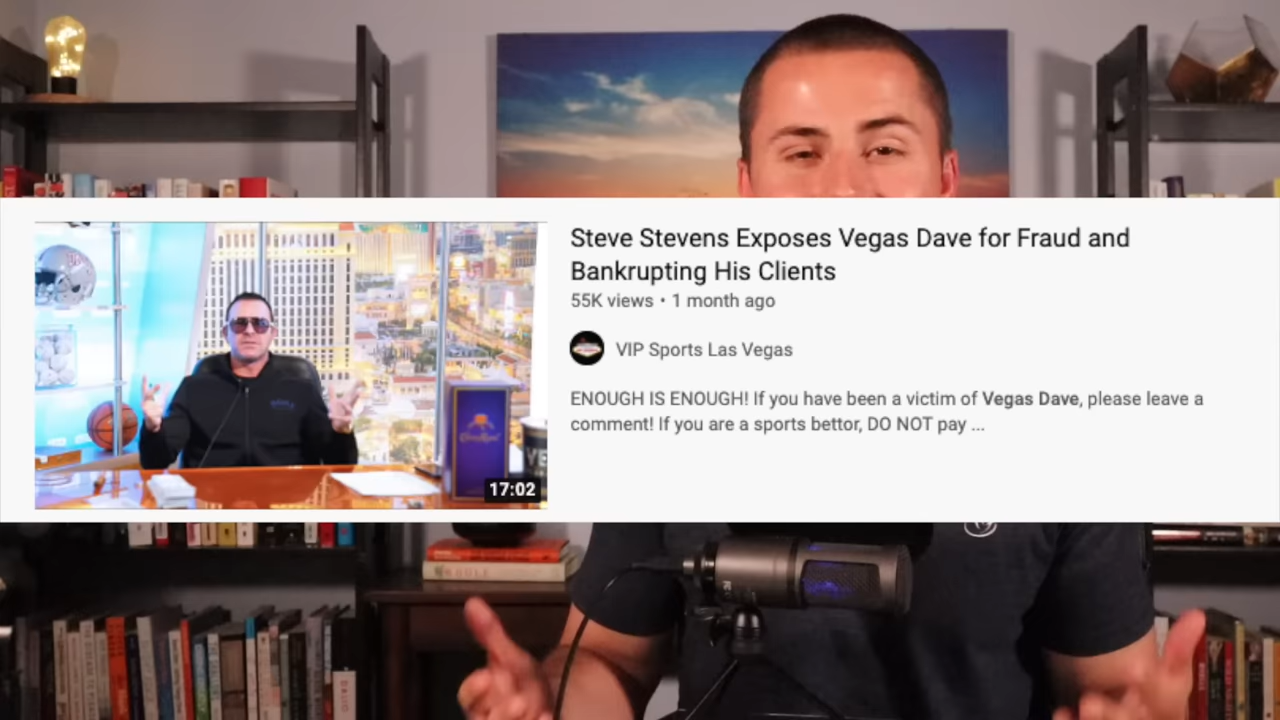 Steve Stevens Exposes Vegas Dave for Fraud and
Bankrupting His Clients
55K views • 1 month ago
VIP Sports Las Vegas
ENOUGH IS ENOUGH! If you have been a victim of Vegas Dave, please leave a
comment! If you are a sports bettor, DO NOT pay ...
17:02